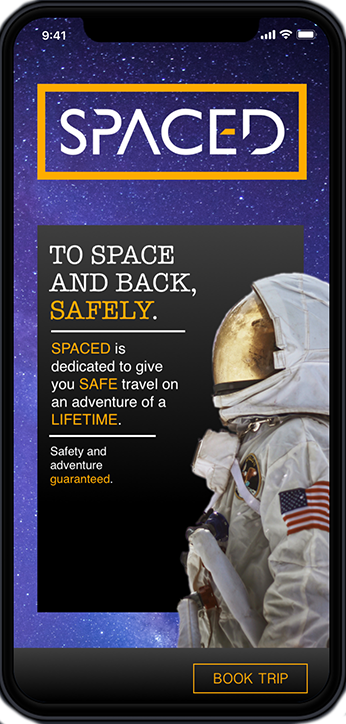 9:41
SPACED
TO SPACE
AND BACK,
SAFELY.
SPACED is
dedicated to give
you SAFE travel on
an adventure of a
LIFETIME.
Safety and
adventure
guaranteed.
BOOK TRIP